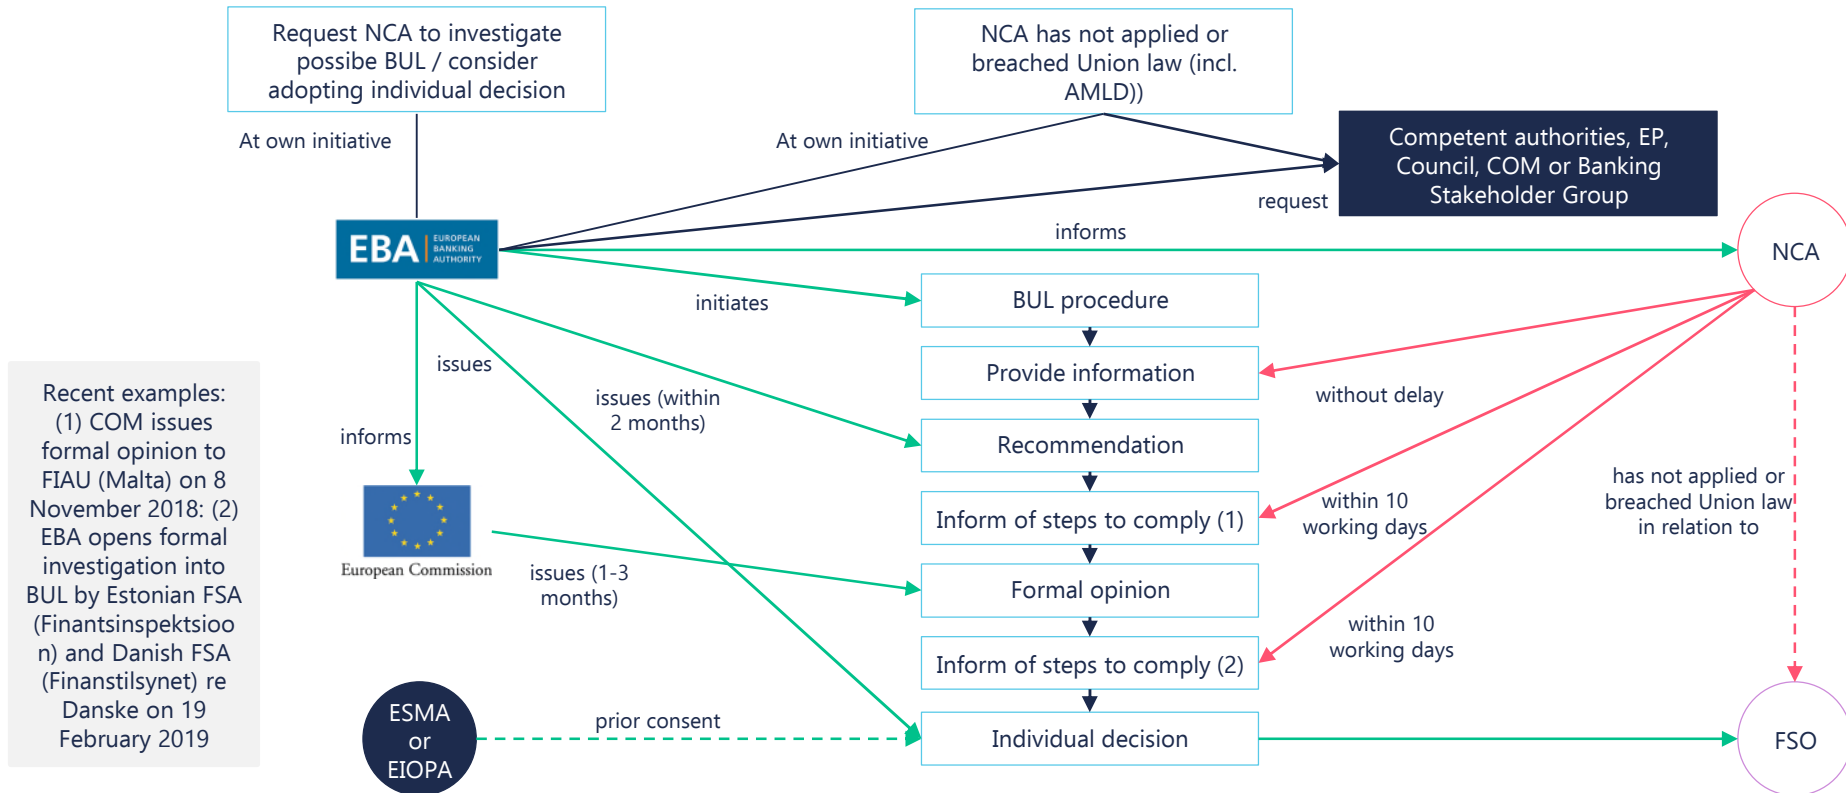 Request NCA to investigate
possibe BUL / consider
adopting individual decision
NCA has not applied or
breached Union law (incl.
AMLD))
At own initiative
At own initiative
Competent authorities, EP,
Council, COM or Banking
Stakeholder Group
request
EBA
EUROPEAN
BANKING
AUTHORITY
informs
NCA
initiates
BUL procedure
issues
Provide information
without delay
issues (within
2 months)
Recent examples:
(1) COM issues
formal opinion to
FIAU (Malta) on 8
November 2018: (2)
EBA opens formal
investigation into
BUL by Estonian FSA
(Finantsinspektsioo
n) and Danish FSA
(Finanstilsynet) re
Danske on 19
February 2019
informs
Recommendation
has not applied or
breached Union law
in relation to
within 10
working days
Inform of steps to comply (1)
European Commission
issues (1-3
months)
Formal opinion
within 10
working days
Inform of steps to comply (2)
ESMA
or
EIOPA
prior consent
Individual decision
FSO